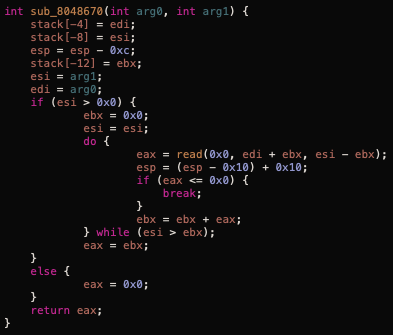 int sub_8048670(int arg0, int arg1) {
    stack[-4] = edi;
    stack[-8] = esi;
    esp = esp - 0xc;
    stack[-12] = ebx;
    esi = arg1;
    edi = arg0;
    if (esi > 0x0) {
            ebx = 0x0;
            esi = esi;
            do {
                    eax = read(0x0, edi + ebx, esi - ebx);
                    esp = (esp - 0x10) + 0x10;
                    if (eax <= 0x0) {
                        break;
                    }
                    ebx = ebx + eax;
            } while (esi > ebx);
            eax = ebx;
    }
    else {
            eax = 0x0;
    }
    return eax;
}